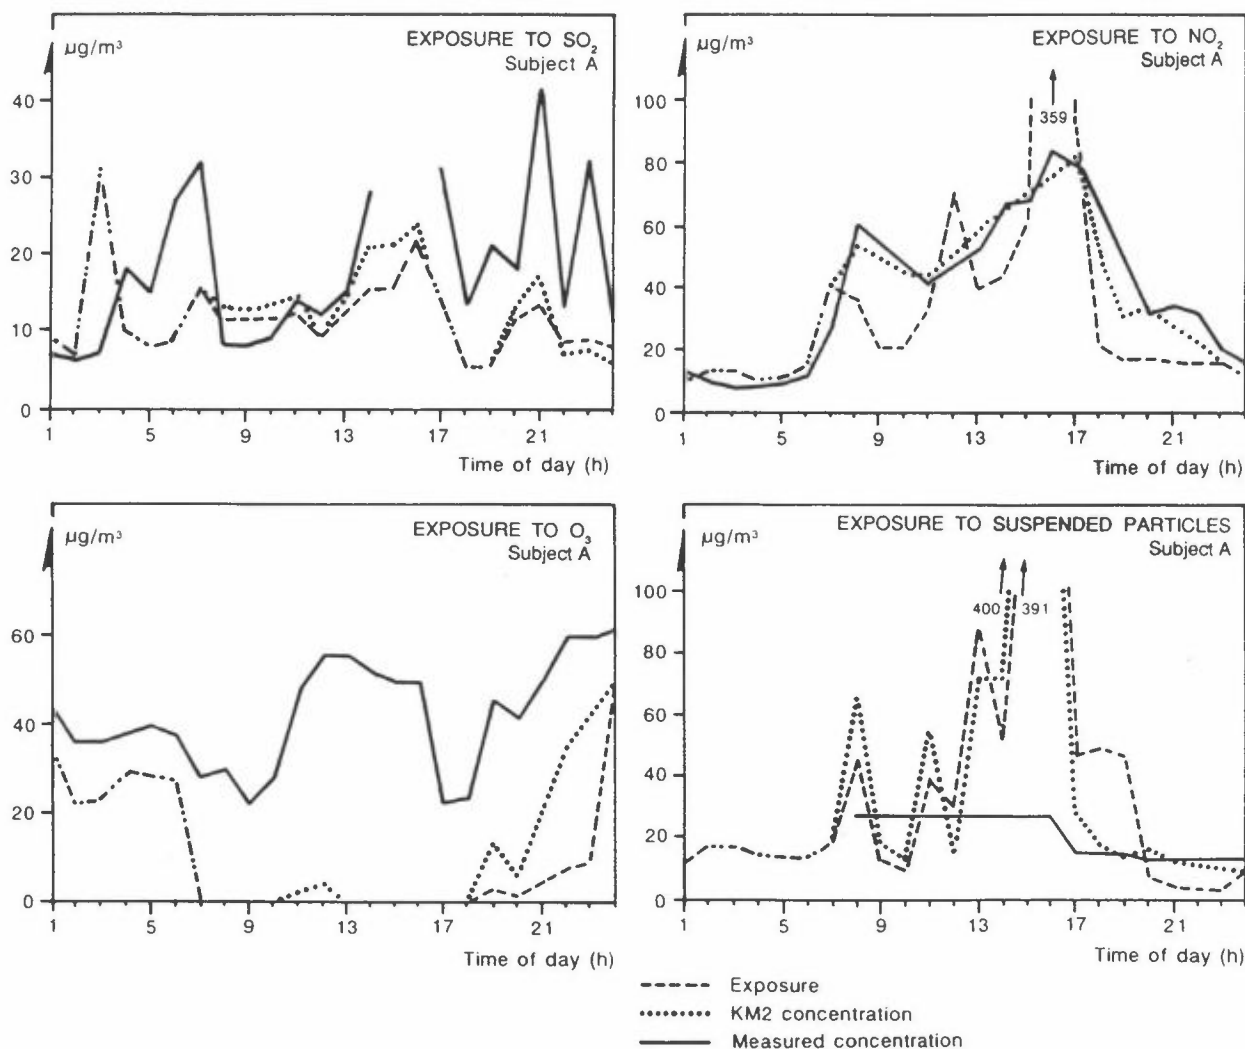 µg/m³
EXPOSURE TO SO₂
Subject A
40
30
20
10
0
1 5 9 13 17 21
Time of day (h)
µg/m³
EXPOSURE TO NO₂
Subject A
100
359
80
60
40
20
0
1 5 9 13 17 21
Time of day (h)
µg/m³
EXPOSURE TO O₃
Subject A
60
40
20
0
1 5 9 13 17 21
Time of day (h)
µg/m³
EXPOSURE TO SUSPENDED PARTICLES
Subject A
100
400 391
80
60
40
20
0
1 5 9 13 17 21
Time of day (h)
Exposure
KM2 concentration
Measured concentration